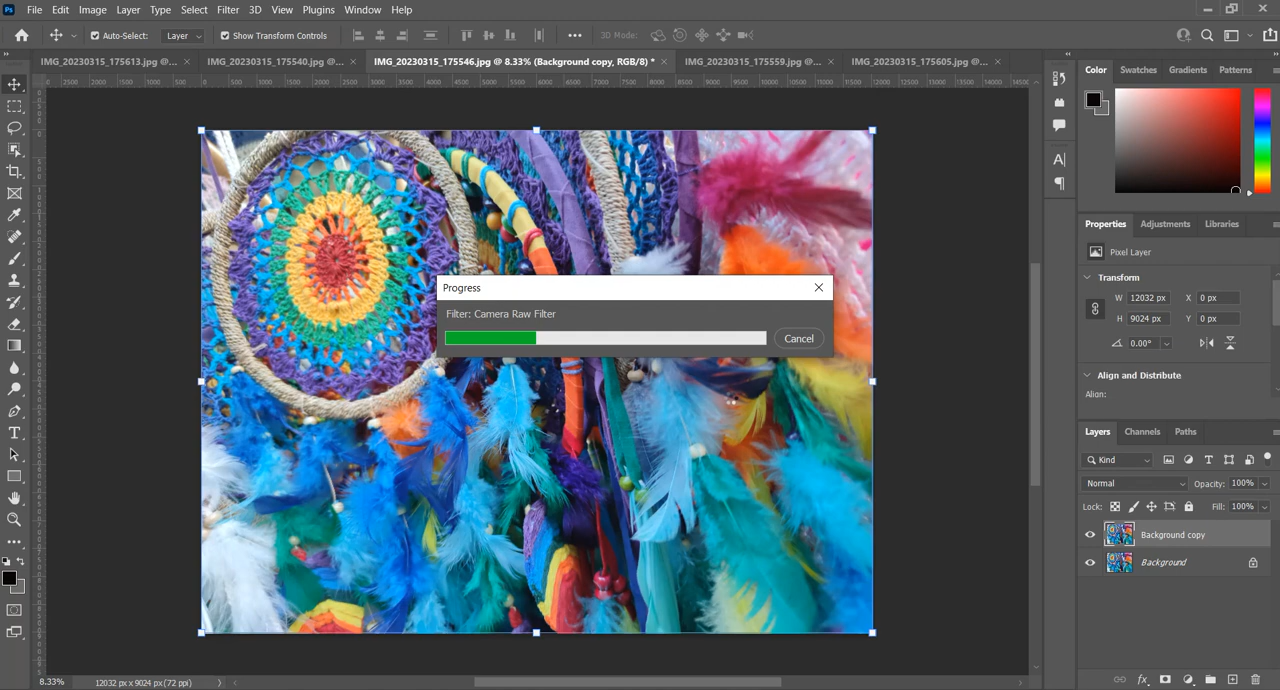 Ps File Edit Image Layer Type Select Filter 3D View Plugins Window Help
Auto-Select: Layer Show Transform Controls 3D Mode:
IMG_20230315_175613.jpg @... × IMG_20230315_175540.jpg @... × IMG_20230315_175546.jpg @ 8.33% (Background copy, RGB/8) * × IMG_20230315_175559.jpg @... × IMG_20230315_175605.jpg @... ×
Color Swatches Gradients Patterns
Progress
Filter: Camera Raw Filter
Cancel
Properties Adjustments Libraries
Pixel Layer
Transform
W 12032 px X 0 px
H 9024 px Y 0 px
0.00°
Align and Distribute
Align:
Layers Channels Paths
Kind
Normal Opacity: 100%
Lock: Fill: 100%
Background copy
Background
8.33% 12032 px x 9024 px (72 ppi)